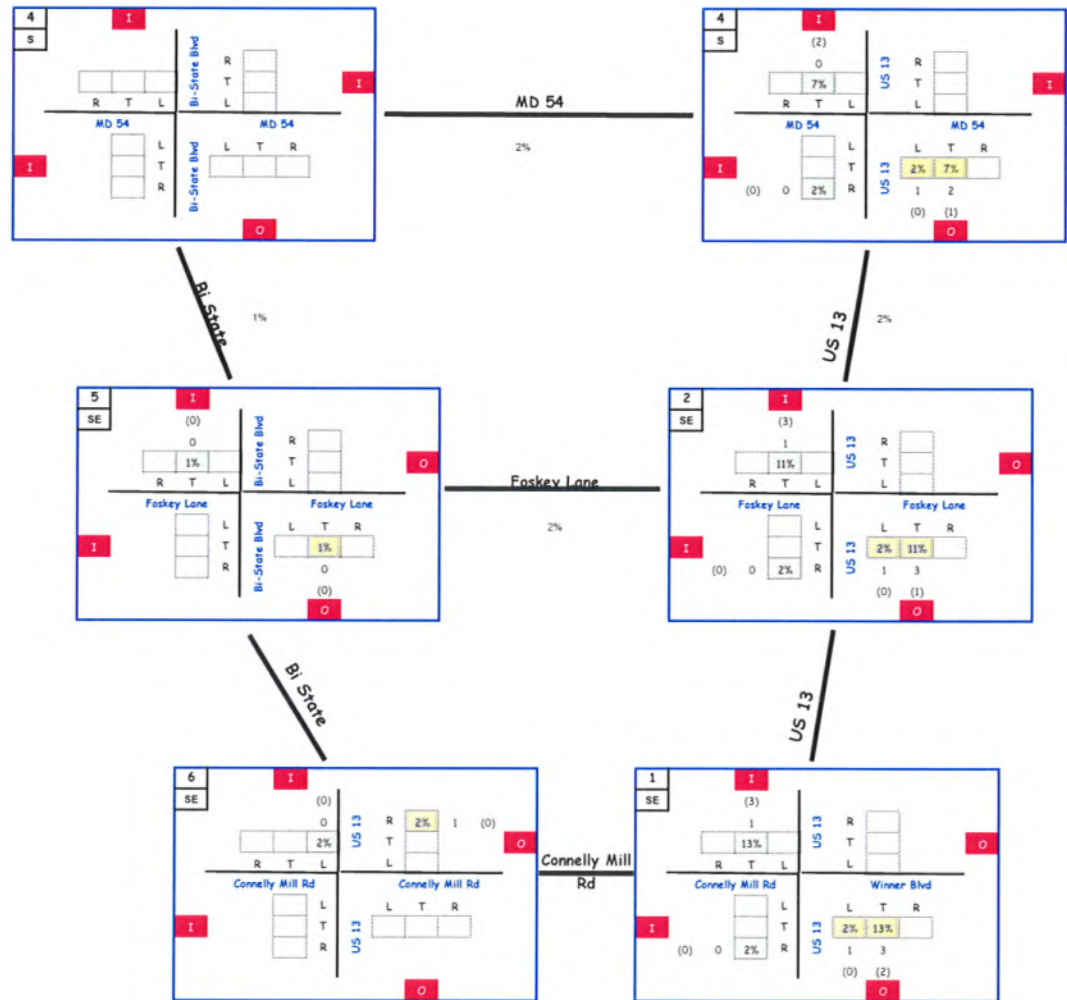 4
S
I
Bi-State Blvd
R
T
L
I
R T L
MD 54
MD 54
I
L
T
R
Bi-State Blvd
L T R
O
MD 54
2%
4
S
I
(2)
0
7%
R T L
US 13
R
T
L
I
MD 54
MD 54
I
L
T
(0) 0 2% R
US 13
L T R
2% 7%
1 2
(0) (1)
O
Bi State
1%
US 13
2%
5
SE
I
(0)
0
1%
R T L
Bi-State Blvd
R
T
L
O
Foskey Lane
Foskey Lane
I
L
T
R
Bi-State Blvd
L T R
1%
0
(0)
O
Foskey Lane
2%
2
SE
I
(3)
1
11%
R T L
US 13
R
T
L
O
Foskey Lane
Foskey Lane
I
L
T
(0) 0 2% R
US 13
L T R
2% 11%
1 3
(0) (1)
O
Bi State
US 13
6
SE
I
(0)
0
2%
R T L
US 13
R 2% 1 (0)
T
L
O
Connelly Mill Rd
Connelly Mill Rd
I
L
T
R
US 13
L T R
O
Connelly Mill
Rd
1
SE
I
(3)
1
13%
R T L
US 13
R
T
L
O
Connelly Mill Rd
Winner Blvd
I
L
T
(0) 0 2% R
US 13
L T R
2% 13%
1 3
(0) (2)
O